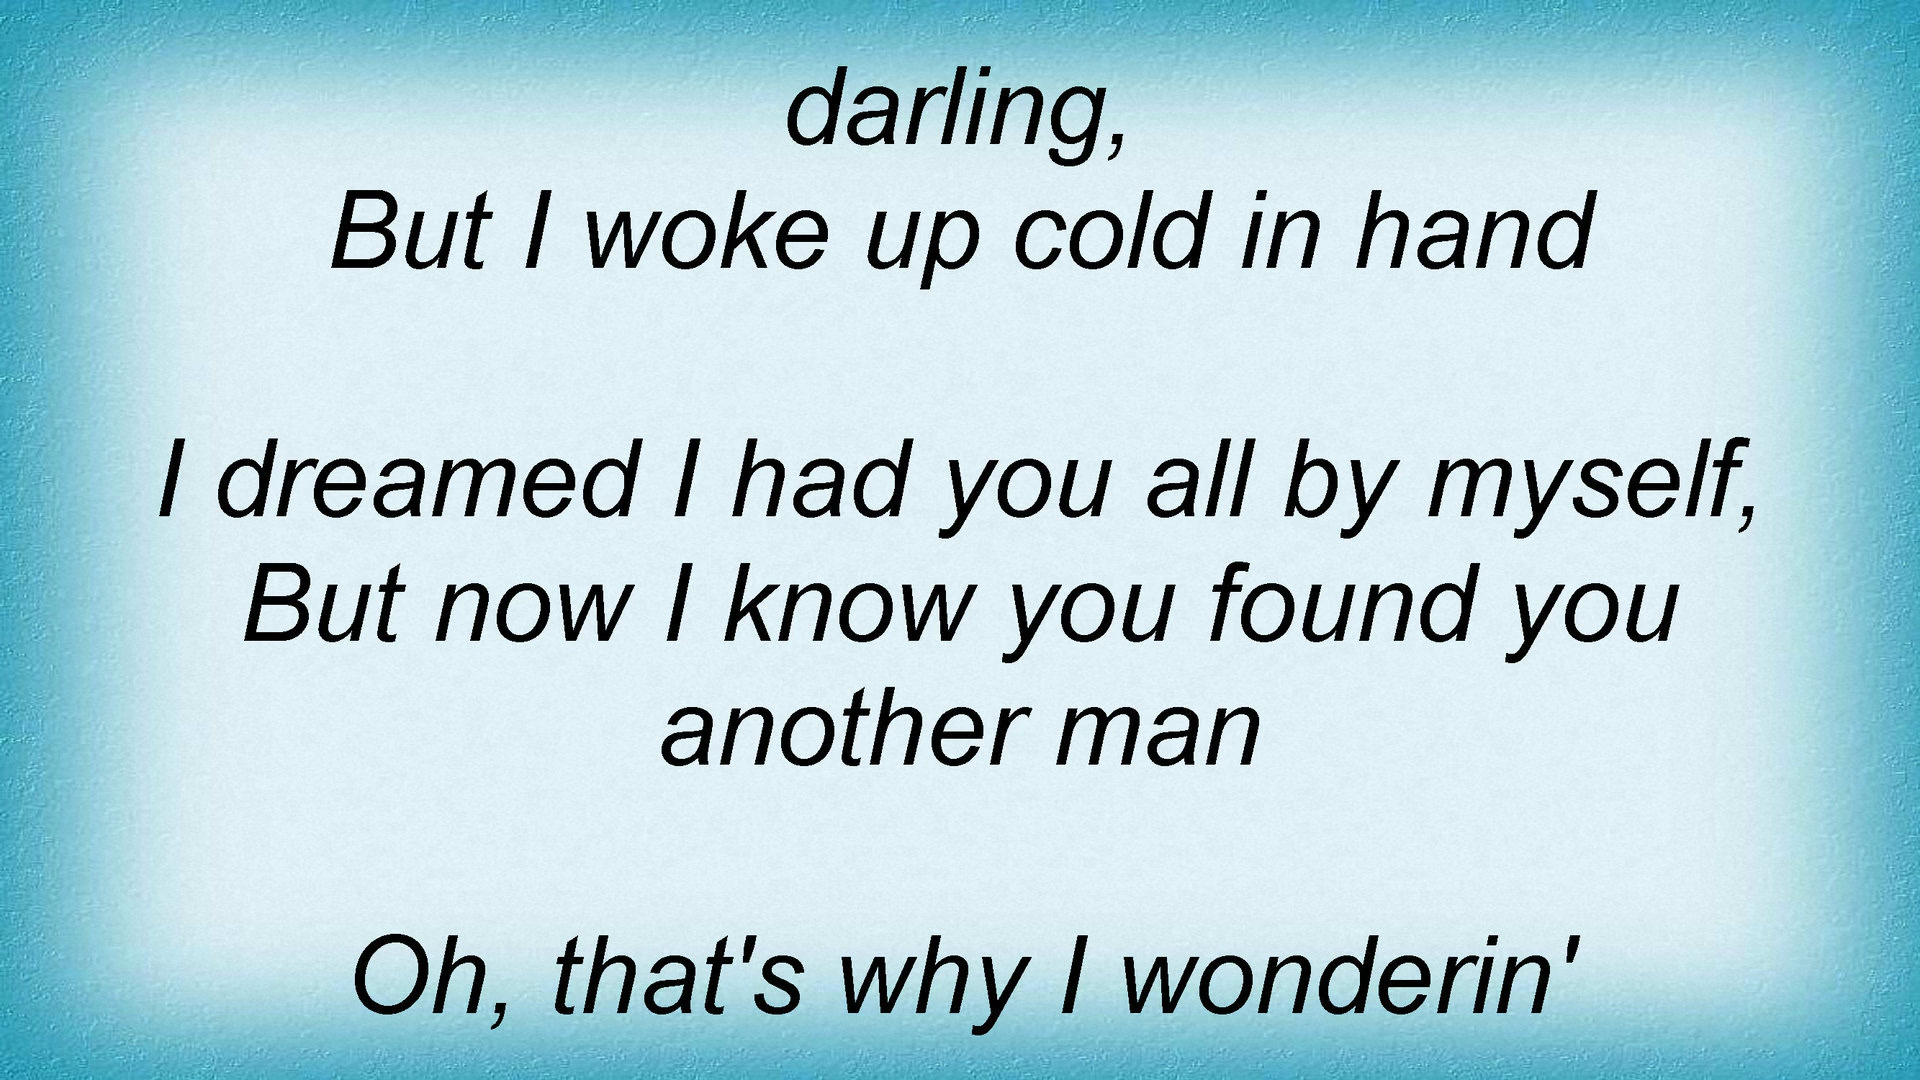 darling,
But I woke up cold in hand
I dreamed I had you all by myself,
But now I know you found you
another man
Oh, that's why I wonderin'